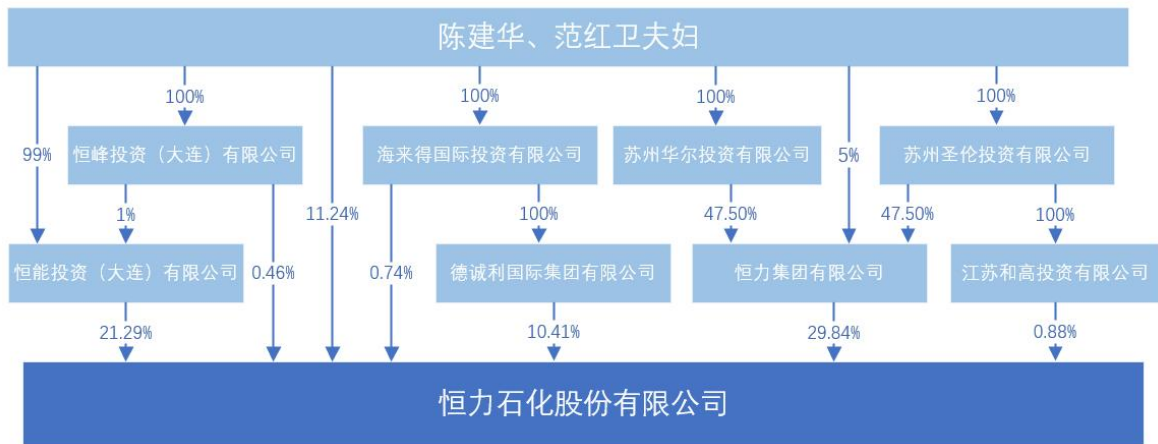 陈建华、范红卫夫妇
100%
100%
100%
100%
99%
恒峰投资（大连）有限公司
海来得国际投资有限公司
苏州华尔投资有限公司
5%
苏州圣伦投资有限公司
1%
11.24%
100%
47.50%
47.50%
100%
恒能投资（大连）有限公司
0.46%
0.74%
德诚利国际集团有限公司
恒力集团有限公司
江苏和高投资有限公司
21.29%
10.41%
29.84%
0.88%
恒力石化股份有限公司